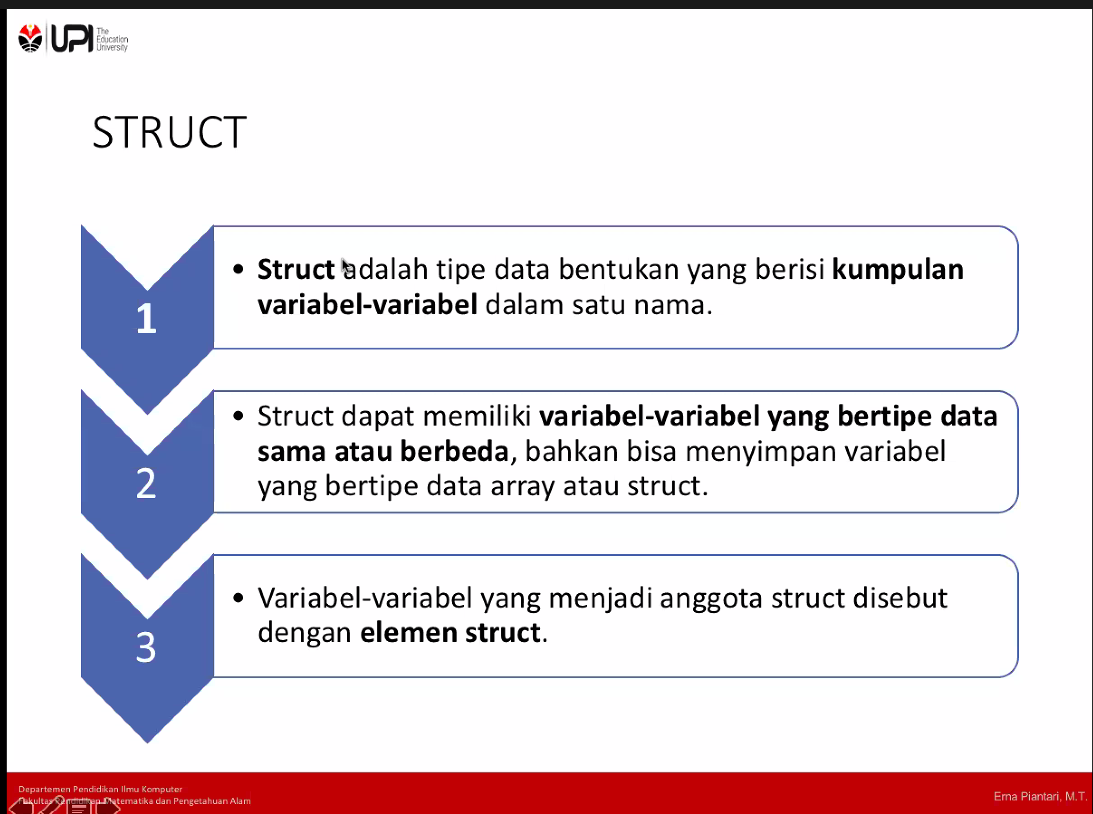 UPI
The
Education
University
STRUCT
1
• Struct adalah tipe data bentukan yang berisi kumpulan
variabel-variabel dalam satu nama.
2
• Struct dapat memiliki variabel-variabel yang bertipe data
sama atau berbeda, bahkan bisa menyimpan variabel
yang bertipe data array atau struct.
3
• Variabel-variabel yang menjadi anggota struct disebut
dengan elemen struct.
Departemen Pendidikan Ilmu Komputer
Fakultas Pendidikan Matematika dan Pengetahuan Alam
Erna Piantari, M.T.